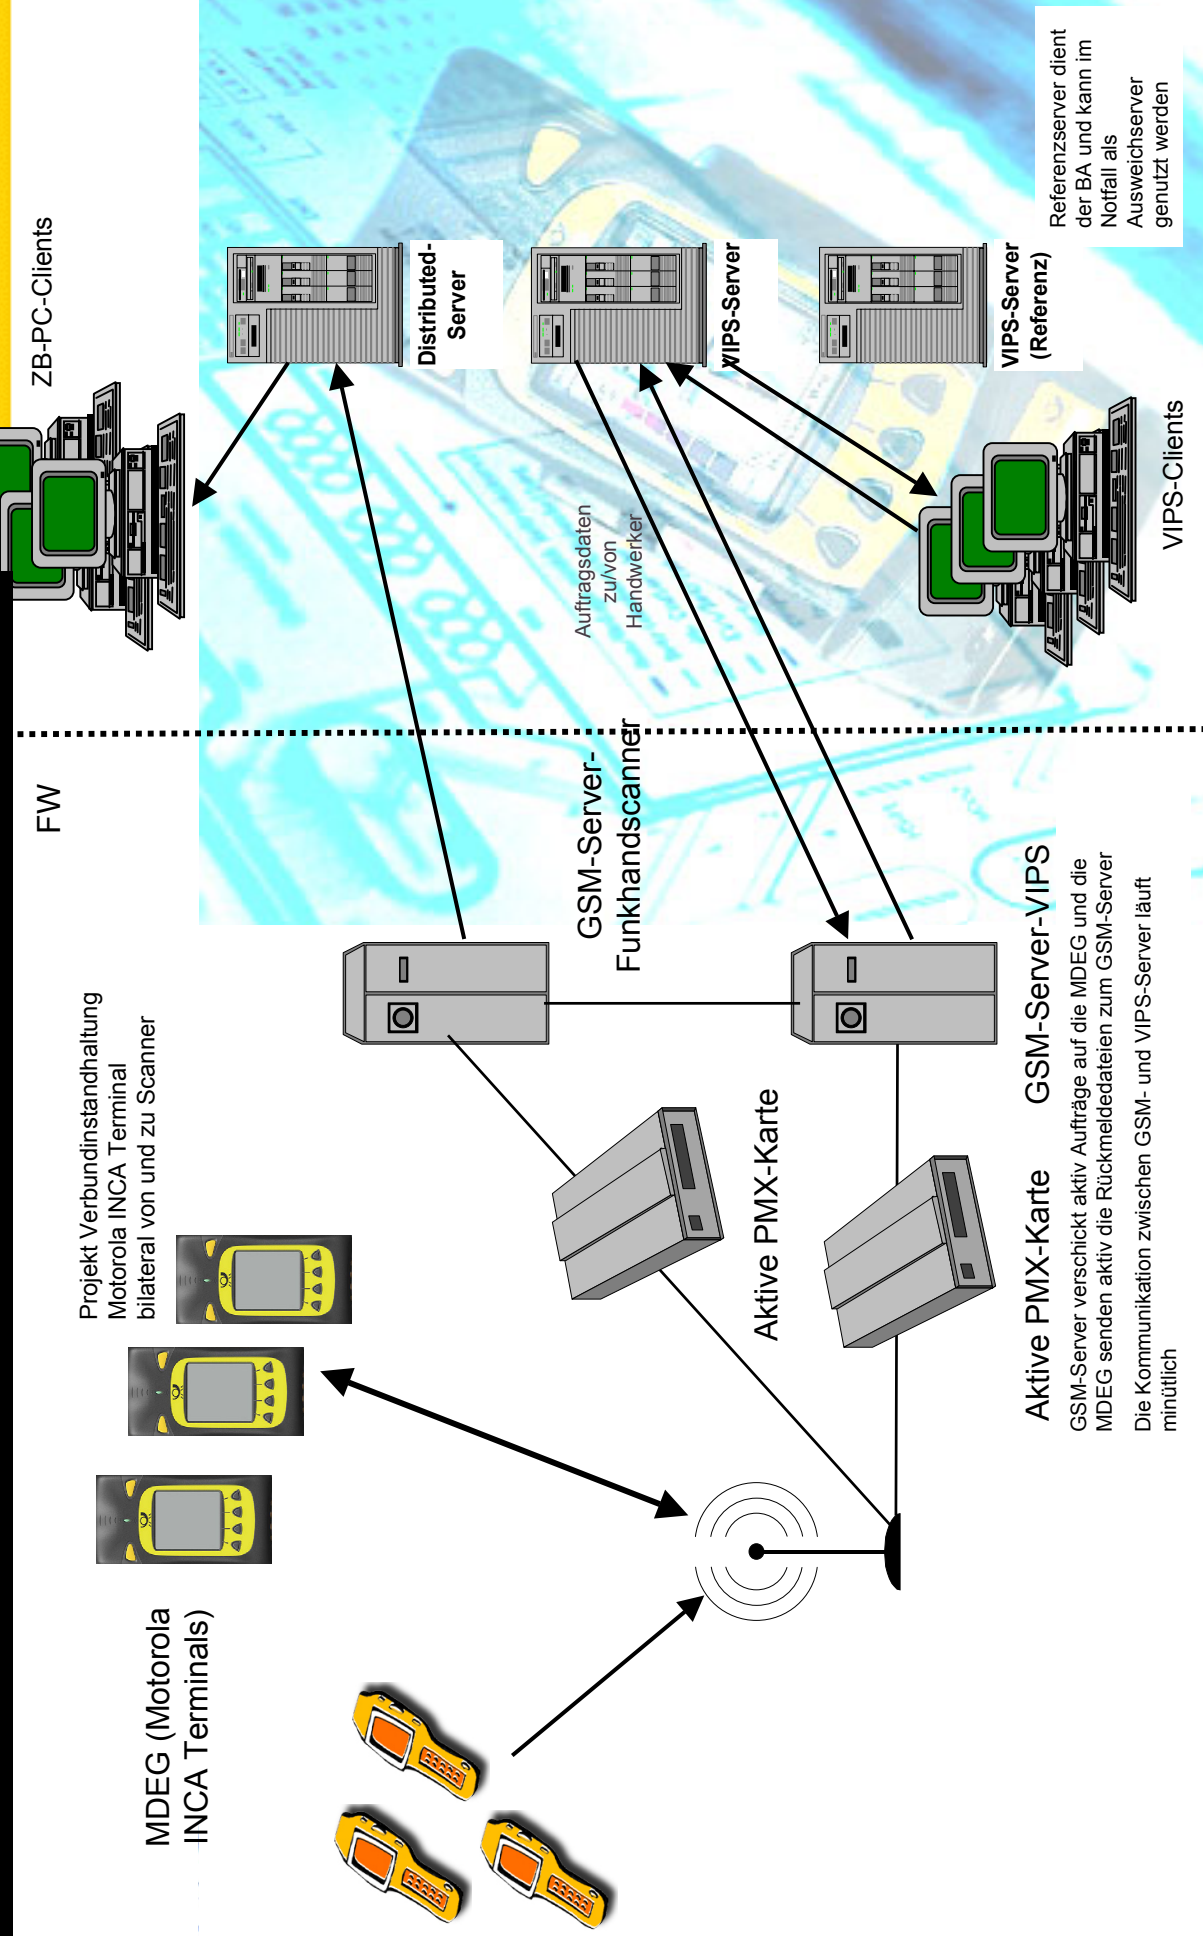 MDEG (Motorola
INCA Terminals)
Projekt Verbundinstandhaltung
Motorola INCA Terminal
bilateral von und zu Scanner
FW
ZB-PC-Clients
Distributed-
Server
GSM-Server-
Funkhandscanner
Auftragsdaten
zu/von
Handwerker
VIPS-Server
Aktive PMX-Karte
VIPS-Server
(Referenz)
Referenzserver dient
der BA und kann im
Notfall als
Ausweichserver
genutzt werden
Aktive PMX-Karte
GSM-Server-VIPS
VIPS-Clients
GSM-Server verschickt aktiv Aufträge auf die MDEG und die
MDEG senden aktiv die Rückmeldedateien zum GSM-Server
Die Kommunikation zwischen GSM- und VIPS-Server läuft
minütlich